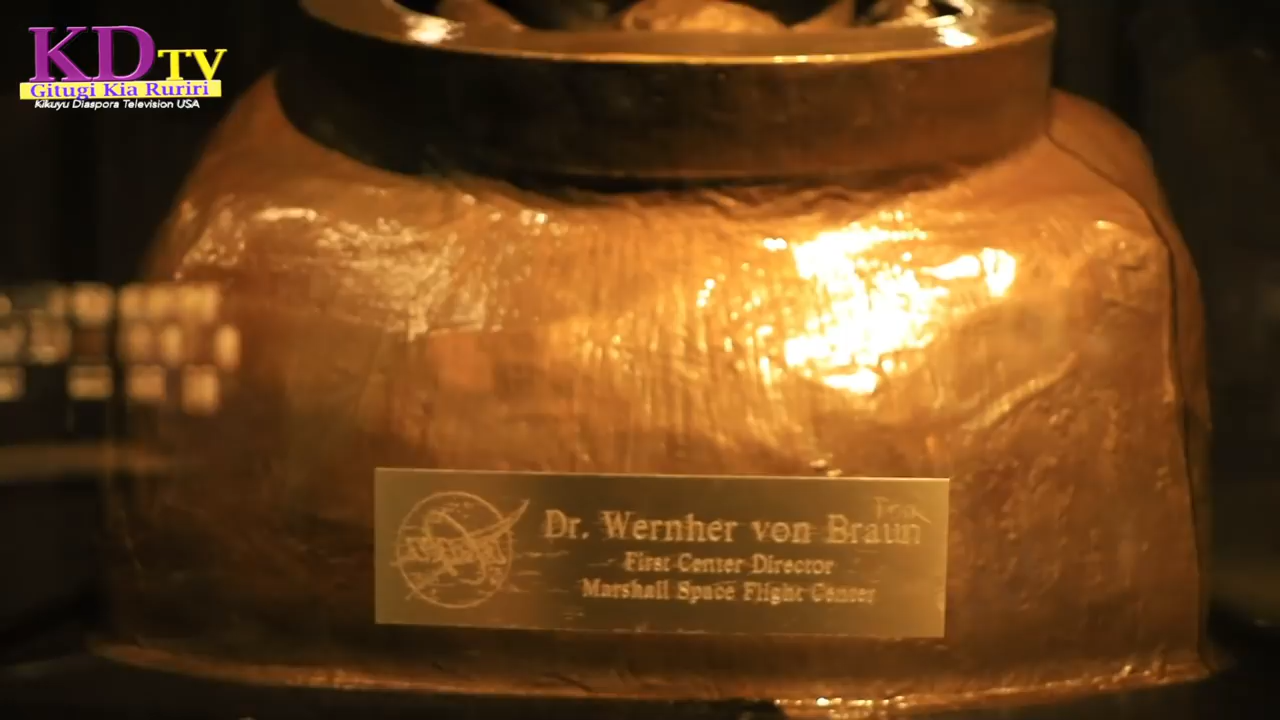 KDTV
Gitugi Kia Ruriri
Kikuyu Diaspora Television USA
Dr. Wernher von Braun
First Center Director
Marshall Space Flight Center